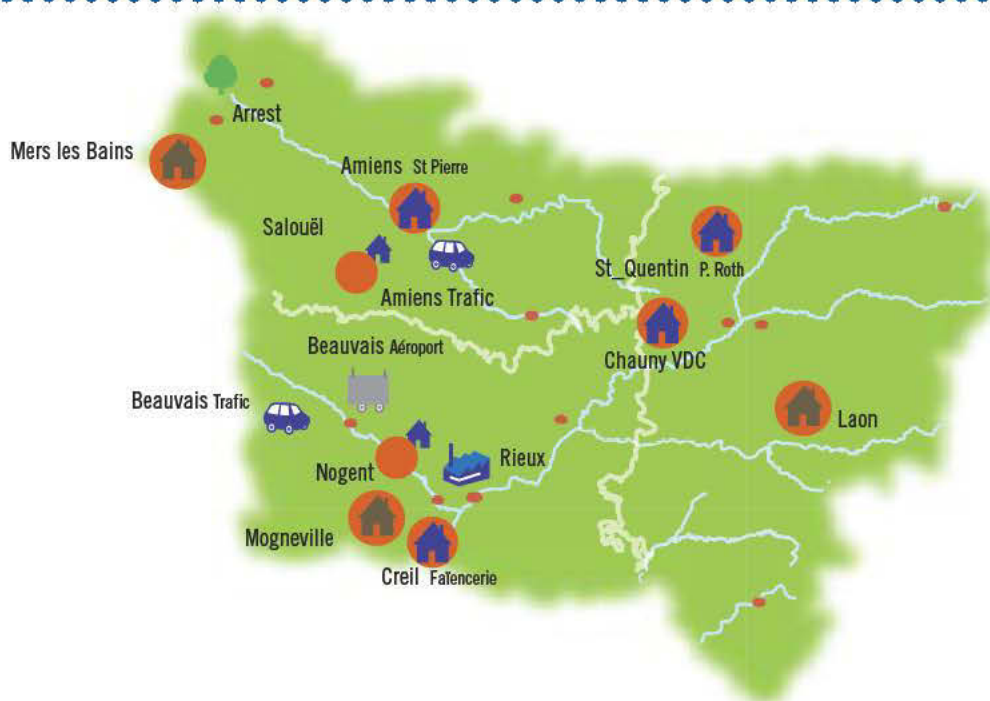 Arrest
Mers les Bains
Amiens St Pierre
Salouël
St_Quentin P. Roth
Amiens Trafic
Beauvais Aéroport
Chauny VDC
Beauvais Trafic
Laon
Nogent
Rieux
Mogneville
Creil Faïencerie